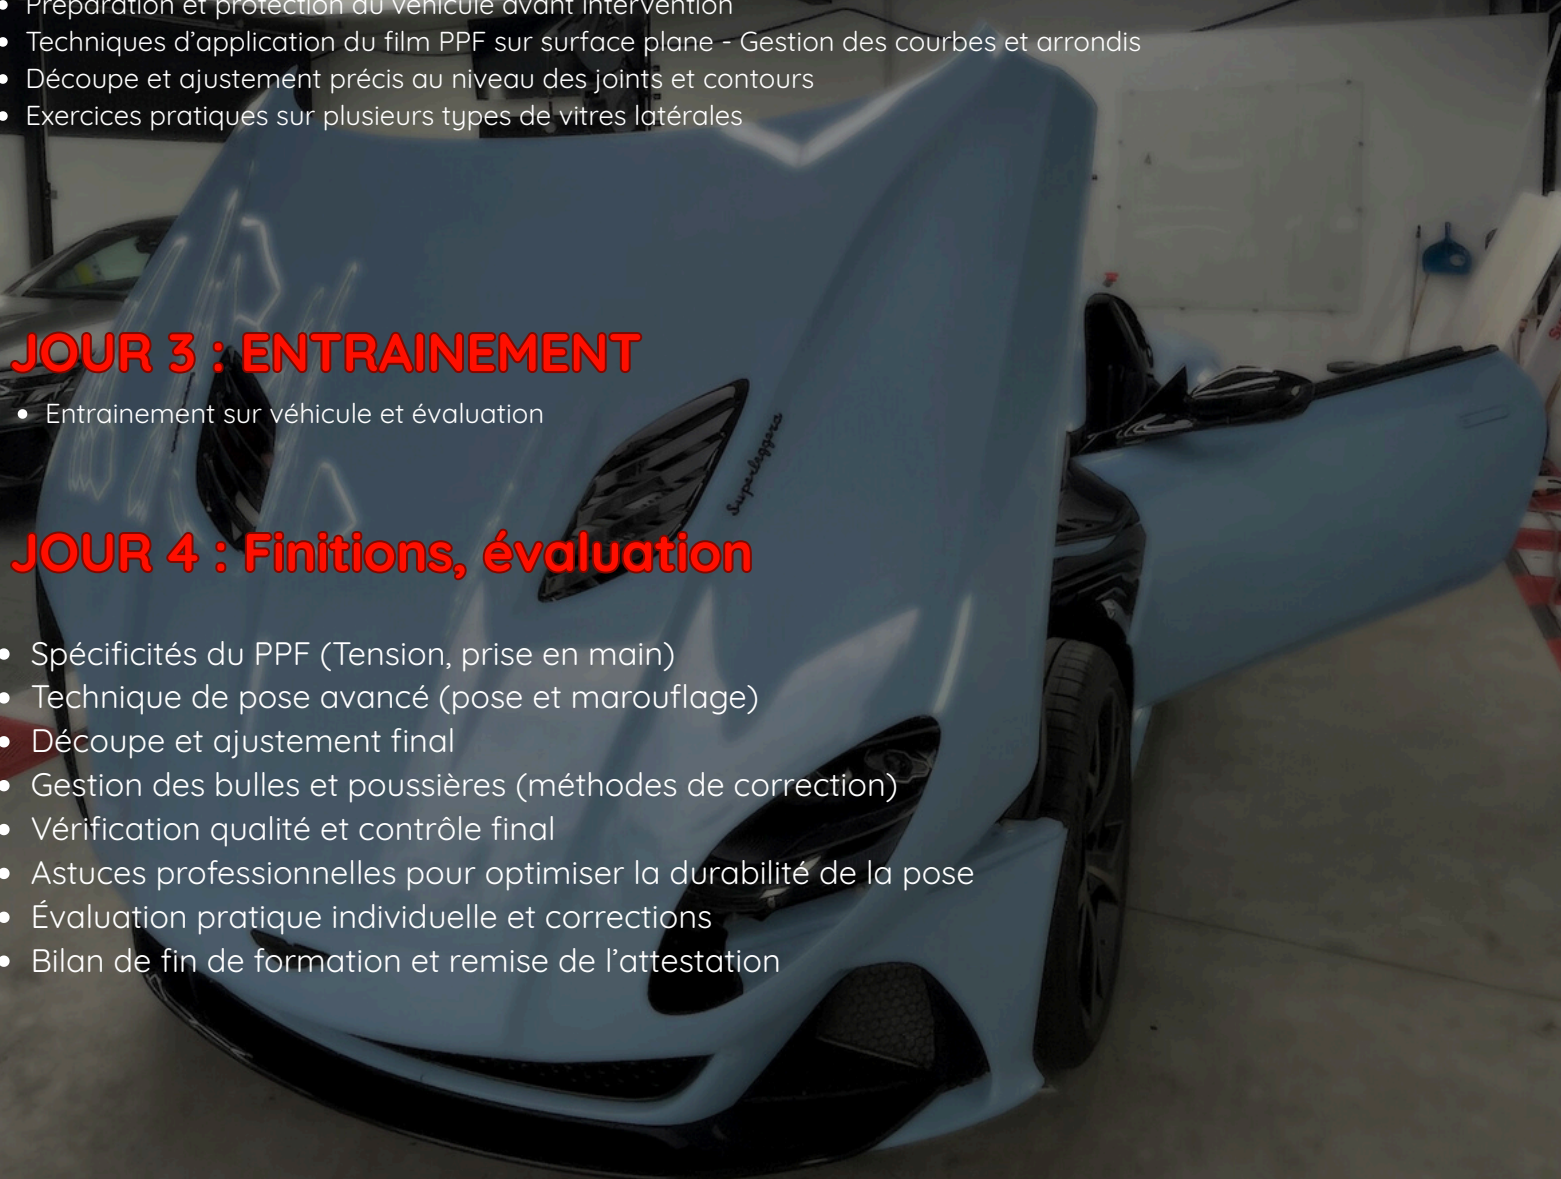 Préparation et protection du véhicule avant intervention
Techniques d'application du film PPF sur surface plane - Gestion des courbes et arrondis
Découpe et ajustement précis au niveau des joints et contours
Exercices pratiques sur plusieurs types de vitres latérales
JOUR 3 : ENTRAINEMENT
Entrainement sur véhicule et évaluation
Superleggera
JOUR 4 : Finitions, évaluation
Spécificités du PPF (Tension, prise en main)
Technique de pose avancé (pose et marouflage)
Découpe et ajustement final
Gestion des bulles et poussières (méthodes de correction)
Vérification qualité et contrôle final
Astuces professionnelles pour optimiser la durabilité de la pose
Évaluation pratique individuelle et corrections
Bilan de fin de formation et remise de l'attestation